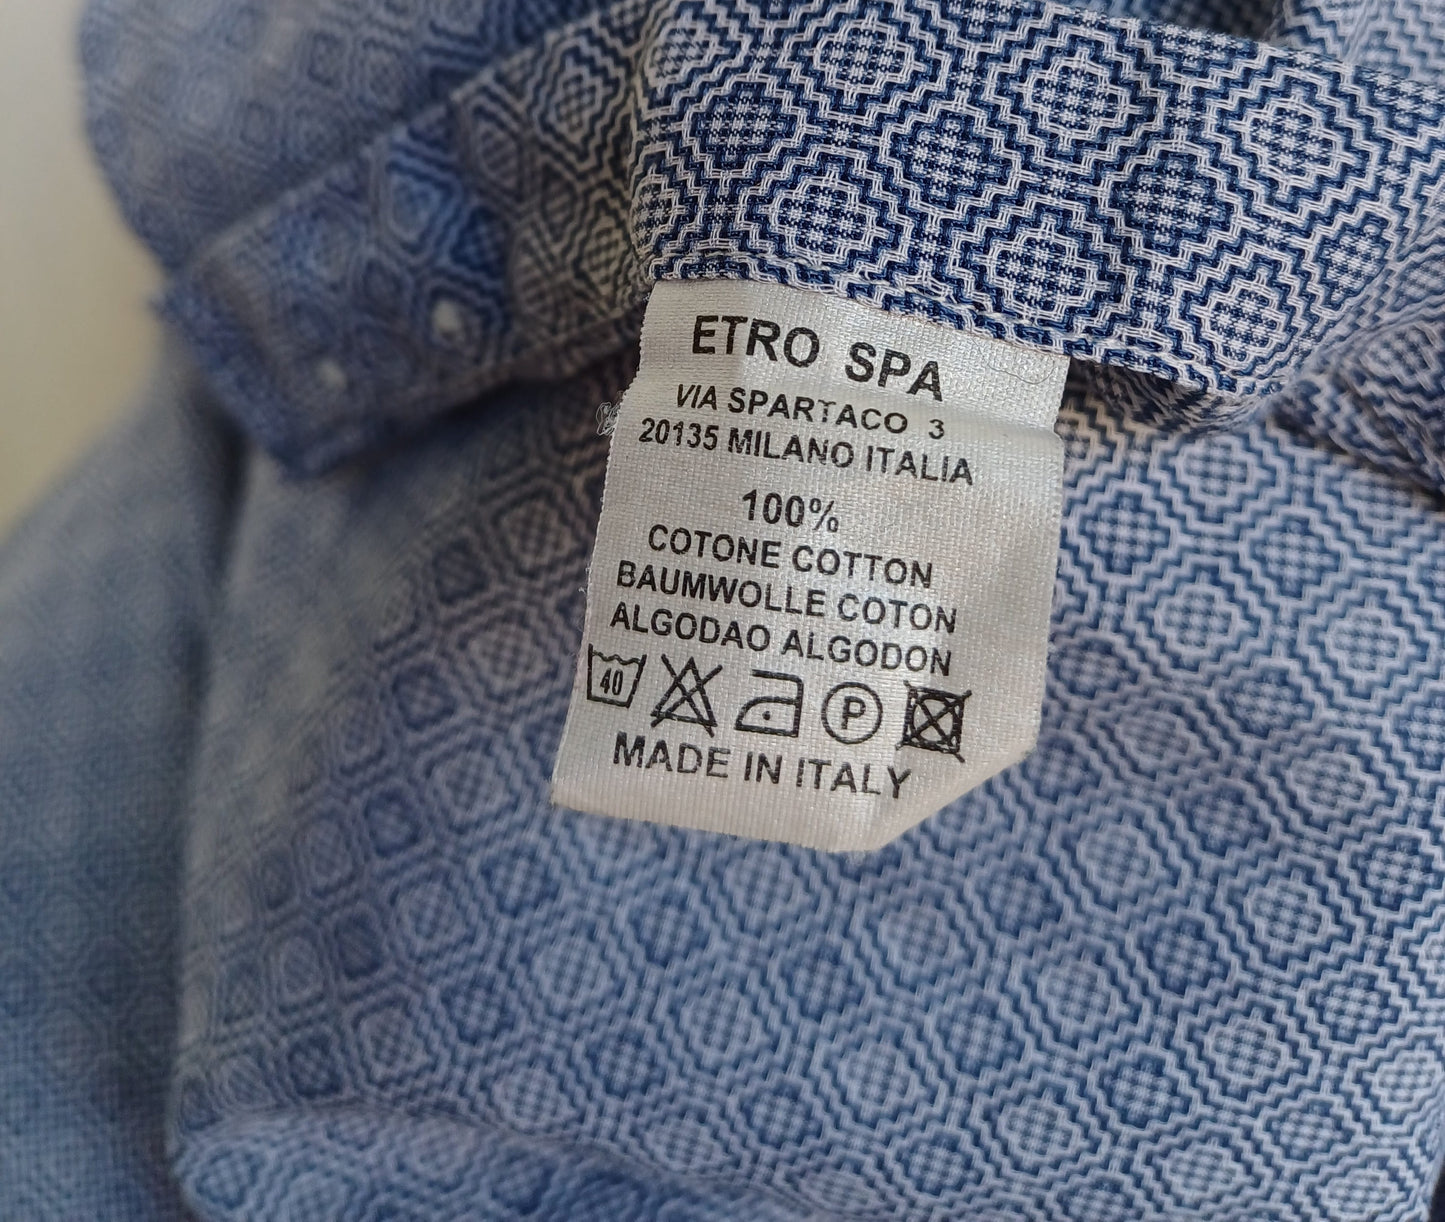 ETRO SPA
VIA SPARTACO 3
20135 MILANO ITALIA
100%
COTONE COTTON
BAUMWOLLE COTON
ALGODAO ALGODON
40 P
MADE IN ITALY